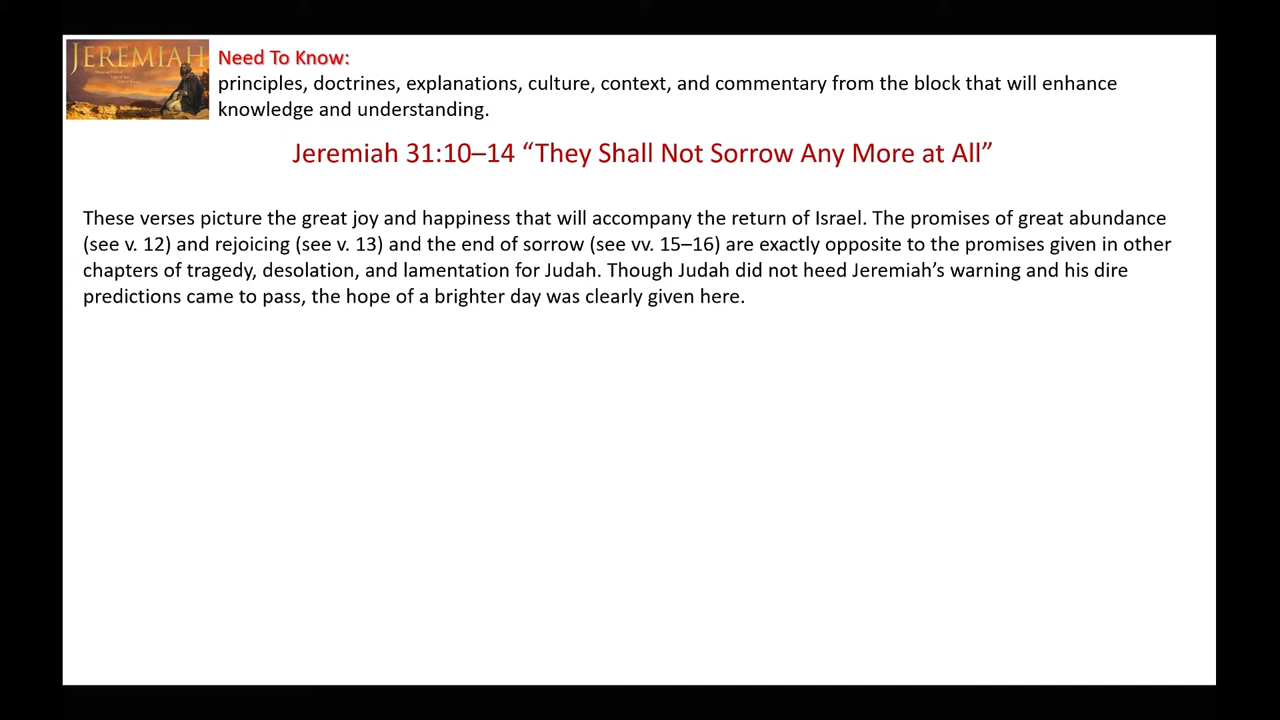 JEREMIAH
Need To Know:
principles, doctrines, explanations, culture, context, and commentary from the block that will enhance
knowledge and understanding.
Jeremiah 31:10–14 “They Shall Not Sorrow Any More at All”
These verses picture the great joy and happiness that will accompany the return of Israel. The promises of great abundance
(see v. 12) and rejoicing (see v. 13) and the end of sorrow (see vv. 15–16) are exactly opposite to the promises given in other
chapters of tragedy, desolation, and lamentation for Judah. Though Judah did not heed Jeremiah’s warning and his dire
predictions came to pass, the hope of a brighter day was clearly given here.